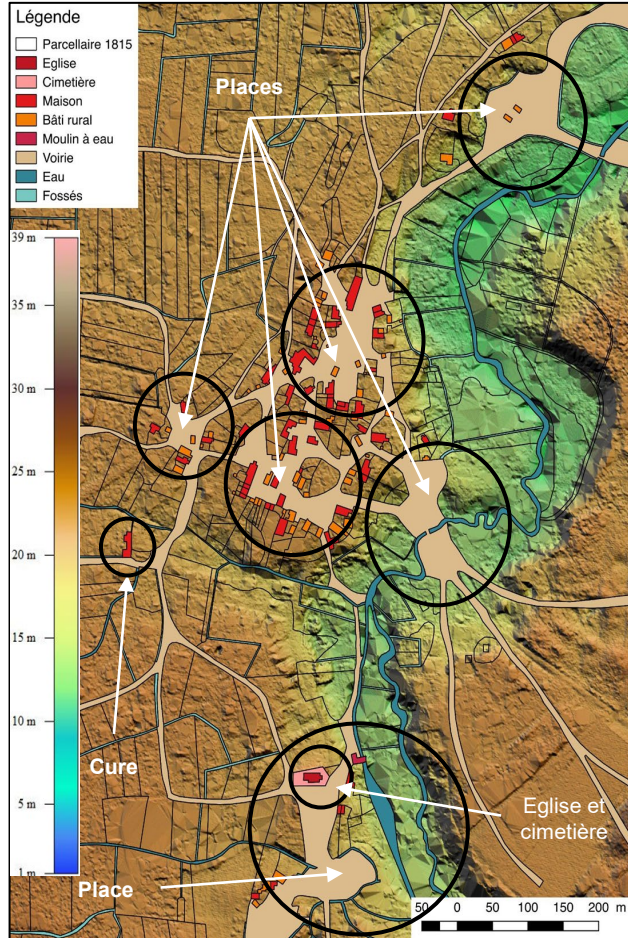 Légende
Parcellaire 1815
Eglise
Cimetière
Maison
Bâti rural
Moulin à eau
Voirie
Eau
Fossés
Places
39 m
30 m
25 m
20 m
15 m
10 m
5 m
1 m
Cure
Eglise et
cimetière
Place
50 0 50 100 150 200 m